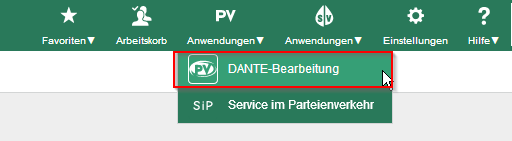 PV
SV
?
Favoriten▼ Arbeitskorb Anwendungen▼ Anwendungen▼ Einstellungen Hilfe▼
PV DANTE-Bearbeitung
SiP Service im Parteienverkehr